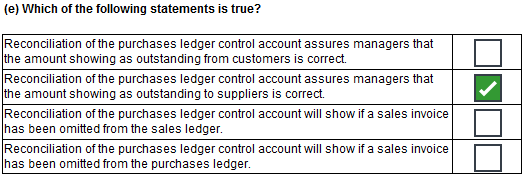 (e) Which of the following statements is true?
Reconciliation of the purchases ledger control account assures managers that
the amount showing as outstanding from customers is correct.
Reconciliation of the purchases ledger control account assures managers that
the amount showing as outstanding to suppliers is correct.
Reconciliation of the purchases ledger control account will show if a sales invoice
has been omitted from the sales ledger.
Reconciliation of the purchases ledger control account will show if a sales invoice
has been omitted from the purchases ledger.